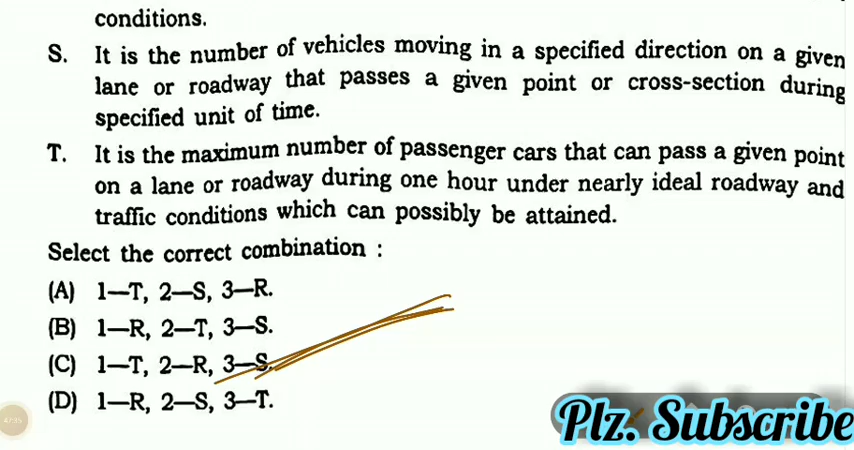 conditions.
S. It is the number of vehicles moving in a specified direction on a given
lane or roadway that passes a given point or cross-section during
specified unit of time.
T. It is the maximum number of passenger cars that can pass a given point
on a lane or roadway during one hour under nearly ideal roadway and
traffic conditions which can possibly be attained.
Select the correct combination :
(A) 1—T, 2—S, 3—R.
(B) 1—R, 2—T, 3—S.
(C) 1—T, 2—R, 3—S.
(D) 1—R, 2—S, 3—T.
Plz. Subscribe